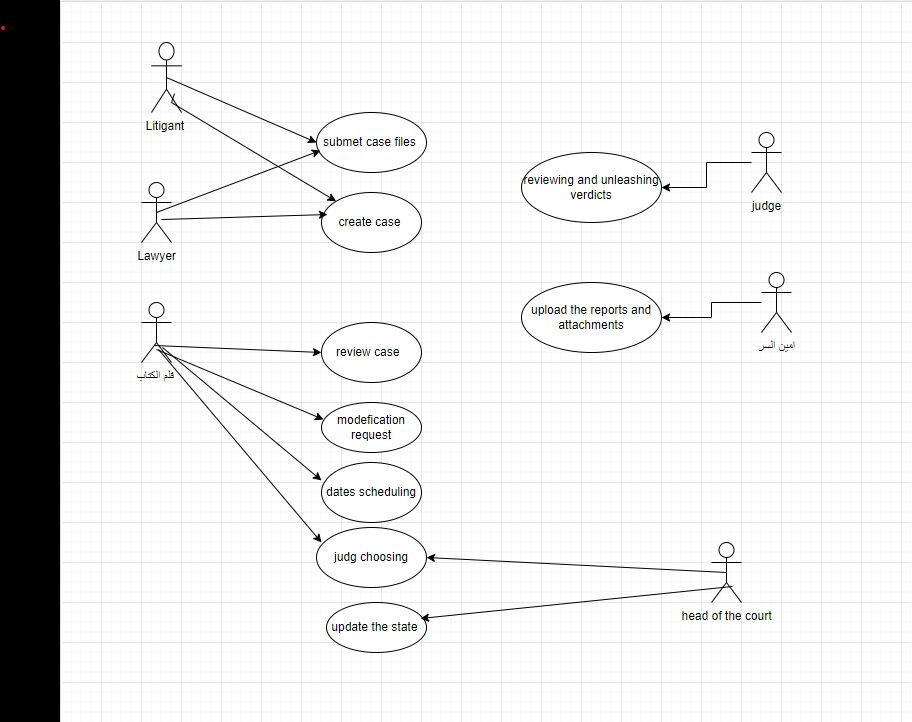 Litigant
submet case files
Lawyer
create case
reviewing and unleashing
verdicts
judge
قلم الكتاب
review case
upload the reports and
attachments
امين السر
modefication
request
dates scheduling
judg choosing
update the state
head of the court